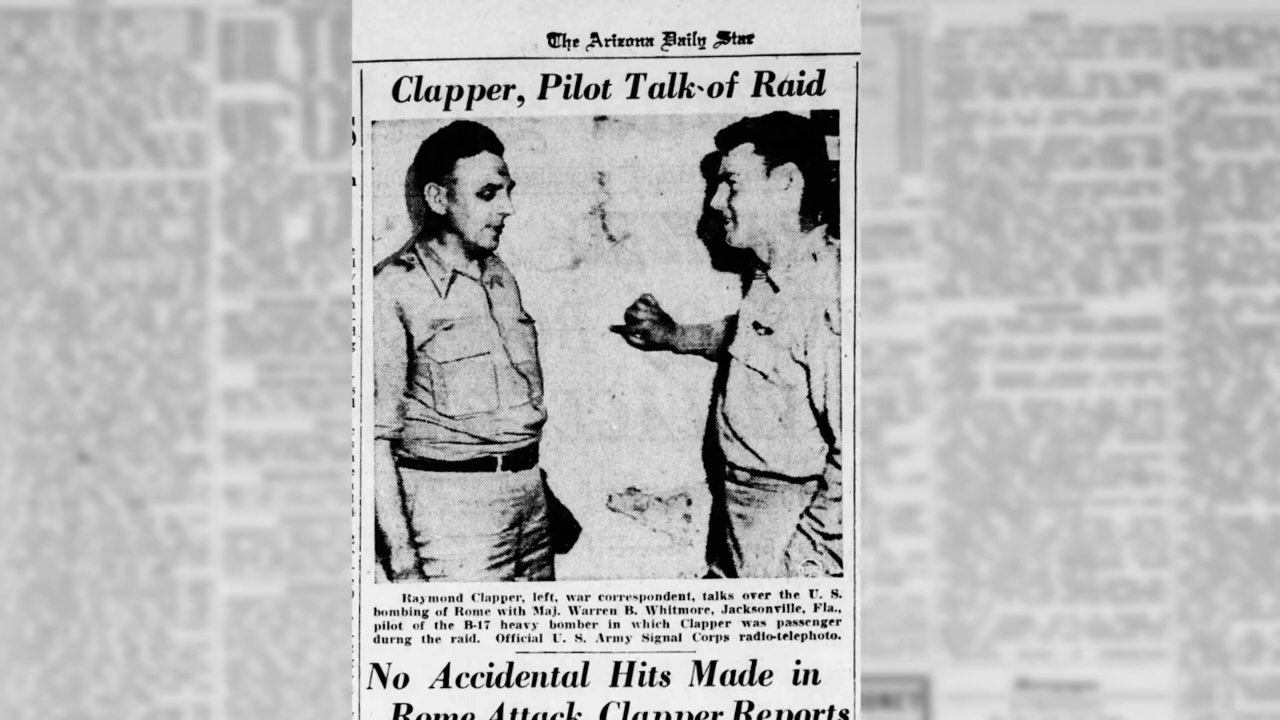 The Arizona Daily Star
Clapper, Pilot Talk of Raid
Raymond Clapper, left, war correspondent, talks over the U. S.
bombing of Rome with Maj. Warren B. Whitmore, Jacksonville, Fla.,
pilot of the B-17 heavy bomber in which Clapper was passenger
durng the raid. Official U. S. Army Signal Corps radio-telephoto.
No Accidental Hits Made in
Rome Attack, Clapper Reports